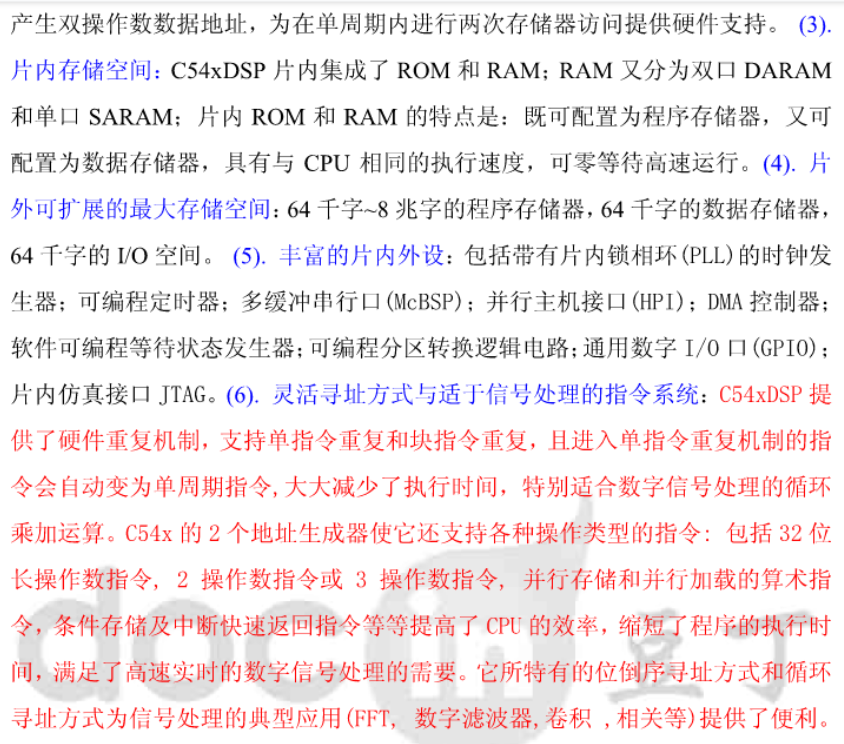 产生双操作数数据地址，为在单周期内进行两次存储器访问提供硬件支持。 (3).
片内存储空间：C54xDSP 片内集成了 ROM 和 RAM；RAM 又分为双口 DARAM
和单口 SARAM；片内 ROM 和 RAM 的特点是：既可配置为程序存储器，又可
配置为数据存储器，具有与 CPU 相同的执行速度，可零等待高速运行。(4). 片
外可扩展的最大存储空间：64 千字~8 兆字的程序存储器，64 千字的数据存储器，
64 千字的 I/O 空间。 (5). 丰富的片内外设：包括带有片内锁相环(PLL)的时钟发
生器；可编程定时器；多缓冲串行口(McBSP)；并行主机接口(HPI)；DMA 控制器；
软件可编程等待状态发生器；可编程分区转换逻辑电路；通用数字 I/O 口(GPIO)；
片内仿真接口 JTAG。(6). 灵活寻址方式与适于信号处理的指令系统：C54xDSP 提
供了硬件重复机制，支持单指令重复和块指令重复，且进入单指令重复机制的指
令会自动变为单周期指令,大大减少了执行时间，特别适合数字信号处理的循环
乘加运算。C54x 的 2 个地址生成器使它还支持各种操作类型的指令: 包括 32 位
长操作数指令, 2 操作数指令或 3 操作数指令, 并行存储和并行加载的算术指
令，条件存储及中断快速返回指令等等提高了 CPU 的效率，缩短了程序的执行时
间，满足了高速实时的数字信号处理的需要。它所特有的位倒序寻址方式和循环
寻址方式为信号处理的典型应用(FFT, 数字滤波器,卷积 ,相关等)提供了便利。
docin 豆丁